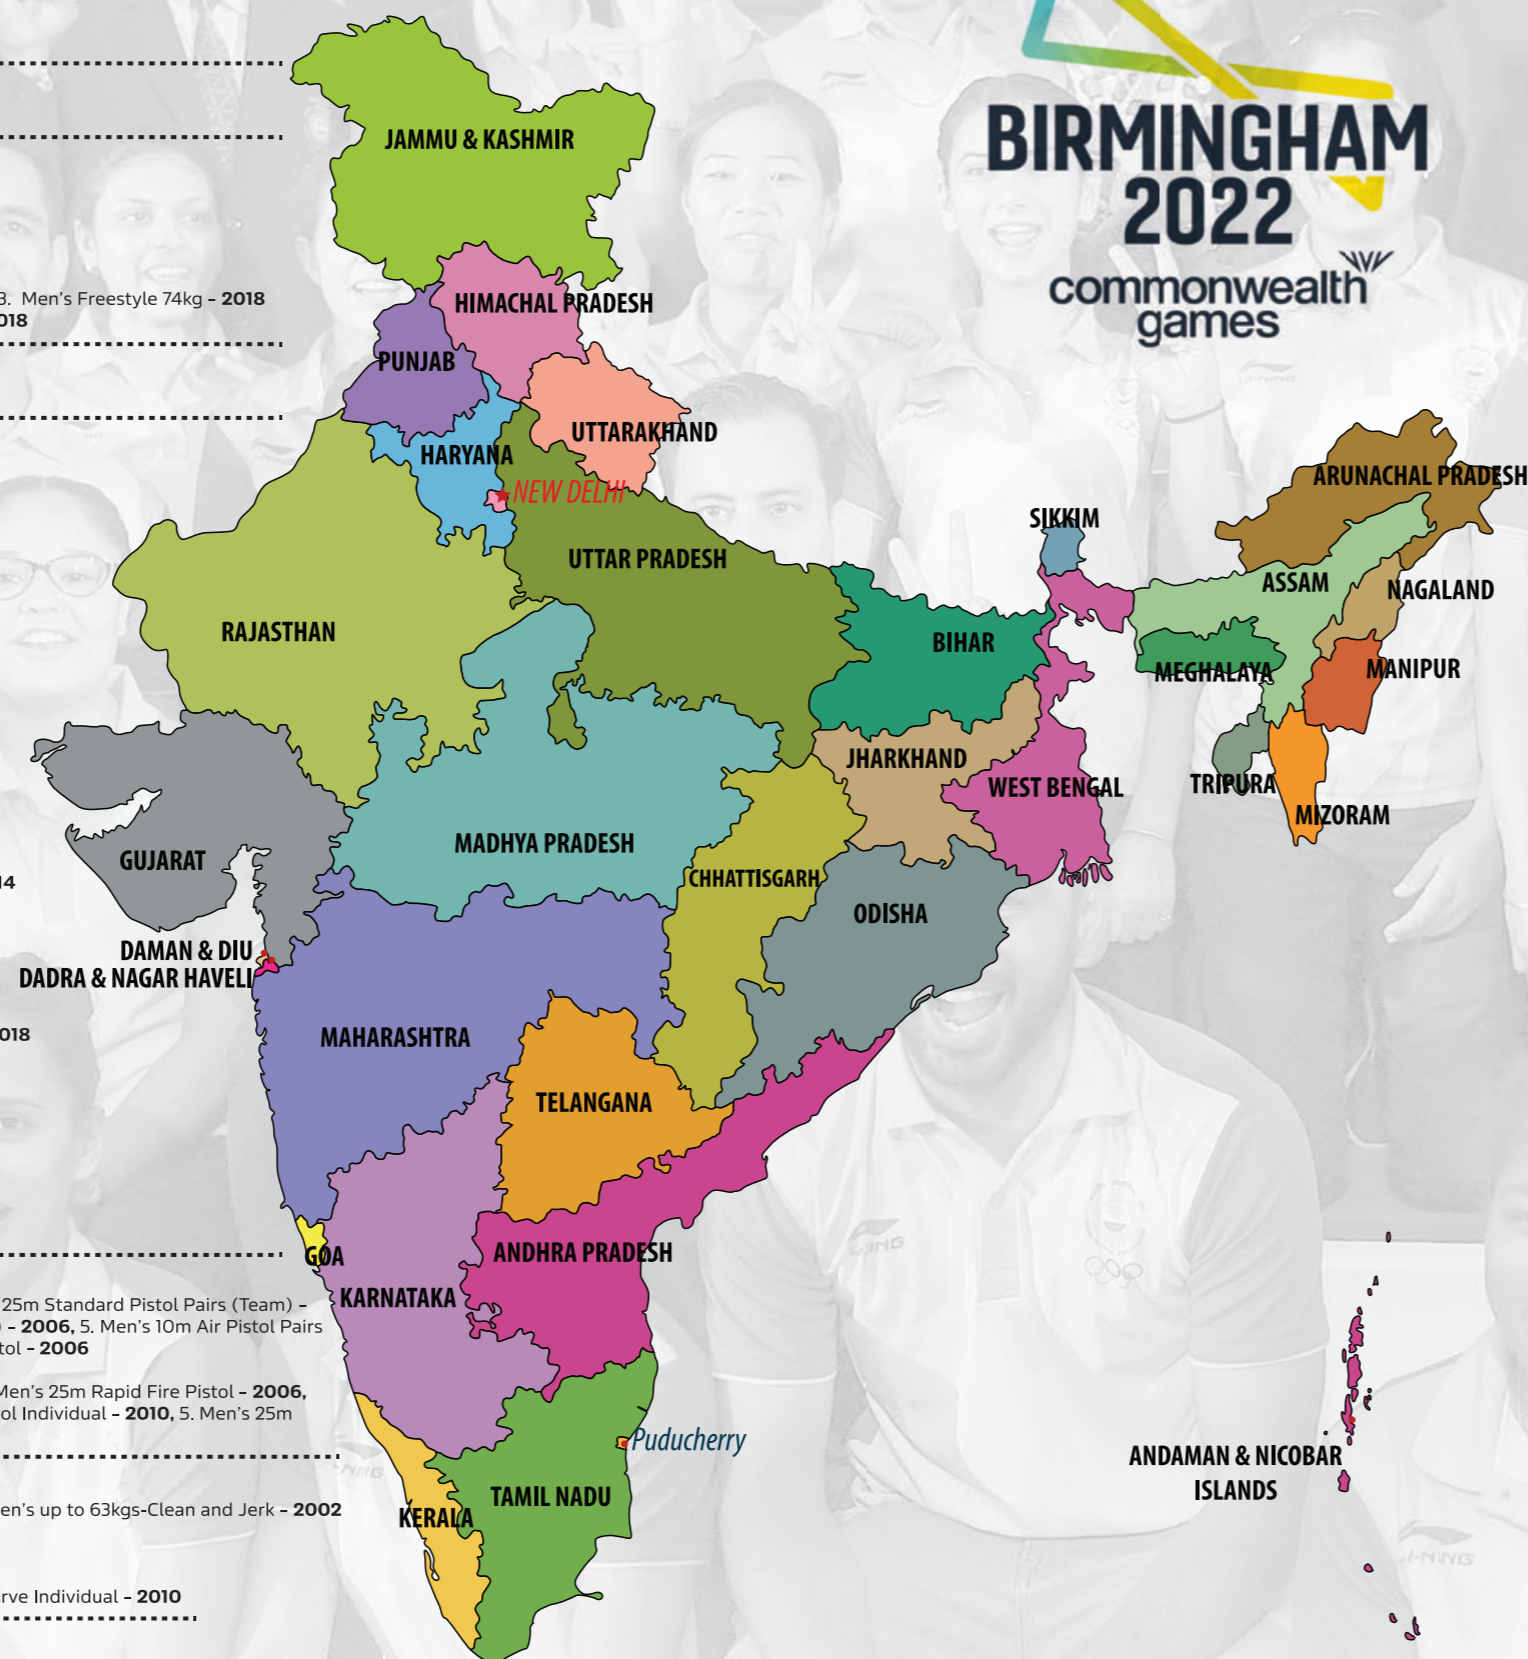 BIRMINGHAM
2022
commonwealth
games
JAMMU & KASHMIR
3. Men's Freestyle 74kg - 2018
018
HIMACHAL PRADESH
PUNJAB
UTTARAKHAND
HARYANA
NEW DELHI
ARUNACHAL PRADESH
SIKKIM
UTTAR PRADESH
ASSAM
NAGALAND
RAJASTHAN
BIHAR
MEGHALAYA
MANIPUR
JHARKHAND
WEST BENGAL
TRIPURA
MIZORAM
MADHYA PRADESH
GUJARAT
CHHATTISGARH
14
ODISHA
DAMAN & DIU
DADRA & NAGAR HAVELI
018
MAHARASHTRA
TELANGANA
GOA
ANDHRA PRADESH
KARNATAKA
25m Standard Pistol Pairs (Team) -
- 2006, 5. Men's 10m Air Pistol Pairs
tol - 2006
Men's 25m Rapid Fire Pistol - 2006,
ol Individual - 2010, 5. Men's 25m
Puducherry
ANDAMAN & NICOBAR
ISLANDS
TAMIL NADU
en's up to 63kgs-Clean and Jerk - 2002
KERALA
rve Individual - 2010
LI-NING